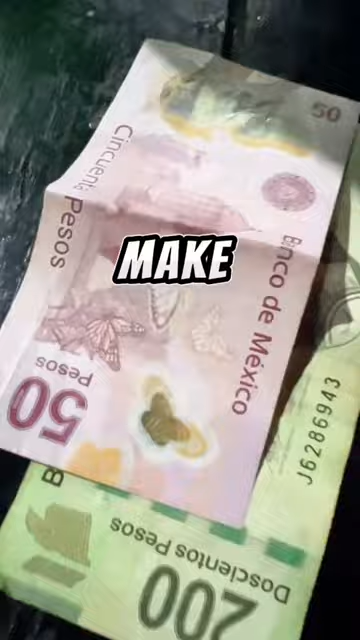 50
Cincuenta Pesos
MAKE
Banco de México
50
Pesos
J6286943
B
Doscientos Pesos
200